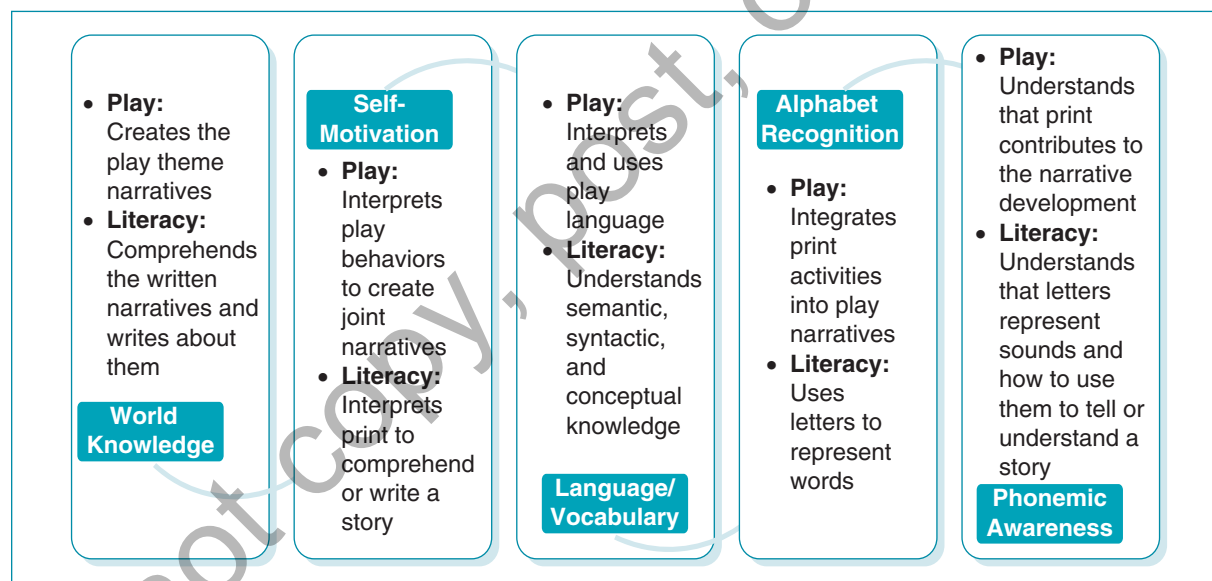 • Play:
Creates the
play theme
narratives
• Literacy:
Comprehends
the written
narratives and
writes about
them
World
Knowledge
Self-
Motivation
• Play:
Interprets
play
behaviors
to create
joint
narratives
• Literacy:
Interprets
print to
comprehend
or write a
story
• Play:
Interprets
and uses
play
language
• Literacy:
Understands
semantic,
syntactic,
and
conceptual
knowledge
Language/
Vocabulary
Alphabet
Recognition
• Play:
Integrates
print
activities
into play
narratives
• Literacy:
Uses
letters to
represent
words
• Play:
Understands
that print
contributes to
the narrative
development
• Literacy:
Understands
that letters
represent
sounds and
how to use
them to tell or
understand a
story
Phonemic
Awareness
not copy, post,